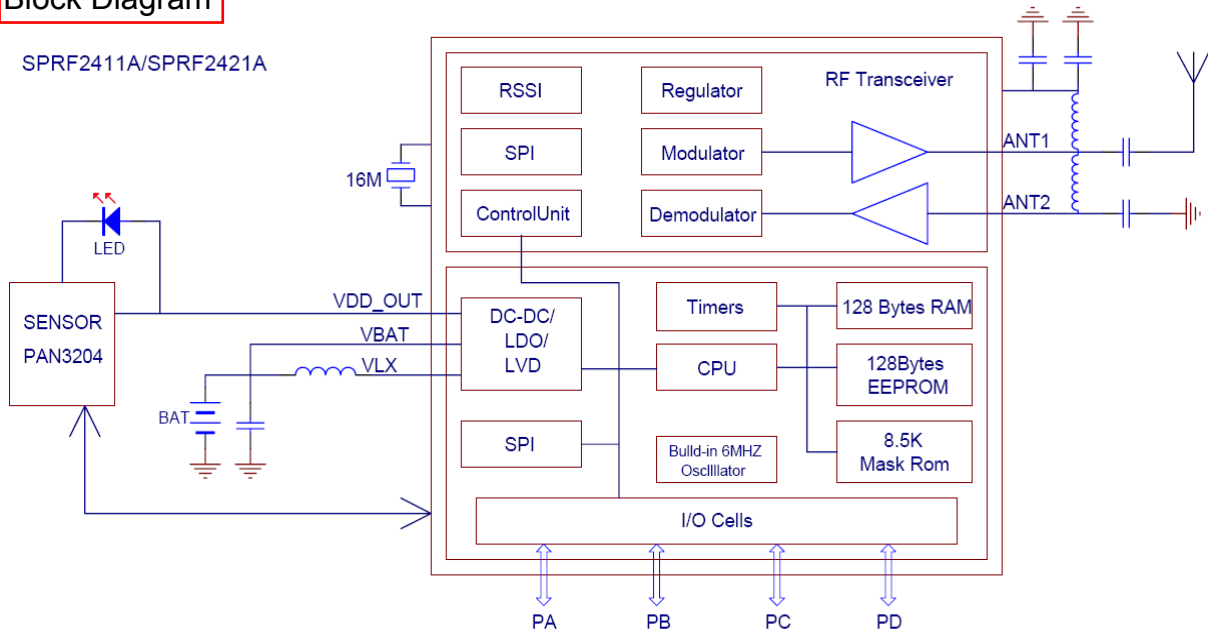 Block Diagram
SPRF2411A/SPRF2421A
RF Transceiver
RSSI
Regulator
SPI
Modulator
ANT1
16M
ControlUnit
Demodulator
ANT2
LED
SENSOR
PAN3204
VDD_OUT
VBAT
VLX
BAT
DC-DC/
LDO/
LVD
Timers
128 Bytes RAM
CPU
128Bytes
EEPROM
SPI
Bulld-in 6MHZ
Oscllllator
8.5K
Mask Rom
I/O Cells
PA
PB
PC
PD